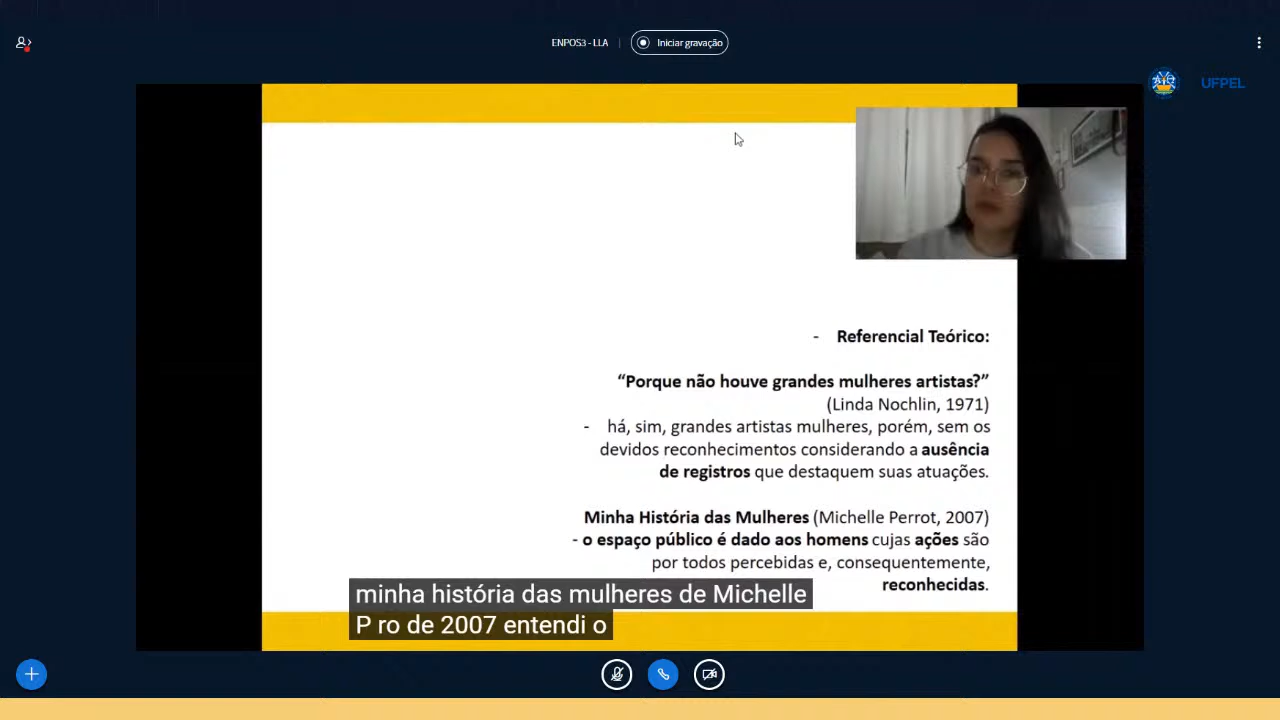 ENPOS3 - LLA
Iniciar gravação
UFPEL
- Referencial Teórico:
“Porque não houve grandes mulheres artistas?”
(Linda Nochlin, 1971)
- há, sim, grandes artistas mulheres, porém, sem os
devidos reconhecimentos considerando a ausência
de registros que destaquem suas atuações.
Minha História das Mulheres (Michelle Perrot, 2007)
- o espaço público é dado aos homens cujas ações são
por todos percebidas e, consequentemente,
reconhecidas.
minha história das mulheres de Michelle
P ro de 2007 entendi o